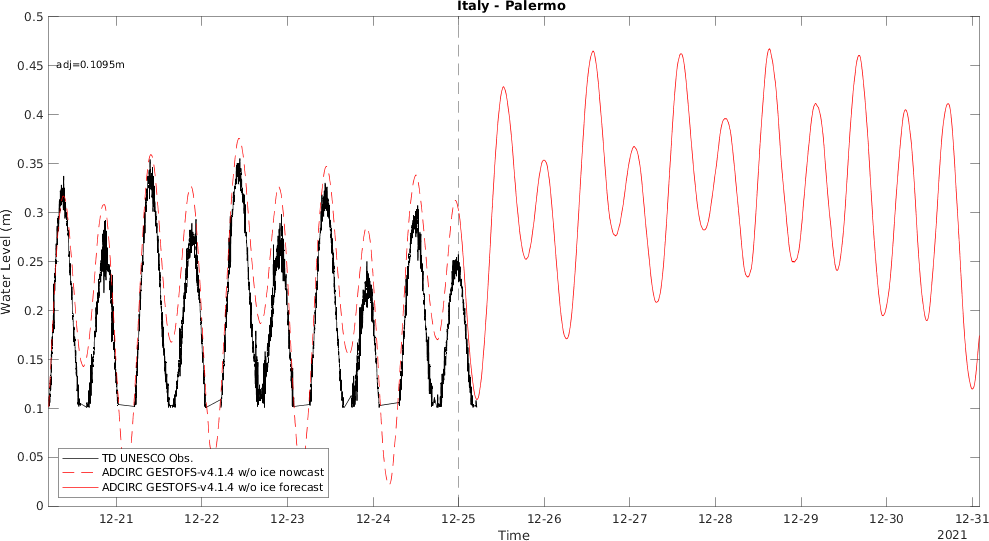 Italy - Palermo
adj=0.1095m
Water Level (m)
0.5
0.45
0.4
0.35
0.3
0.25
0.2
0.15
0.1
0.05
0
TD UNESCO Obs.
ADCIRC GESTOFS-v4.1.4 w/o ice nowcast
ADCIRC GESTOFS-v4.1.4 w/o ice forecast
12-21 12-22 12-23 12-24 12-25 12-26 12-27 12-28 12-29 12-30 12-31
Time
2021